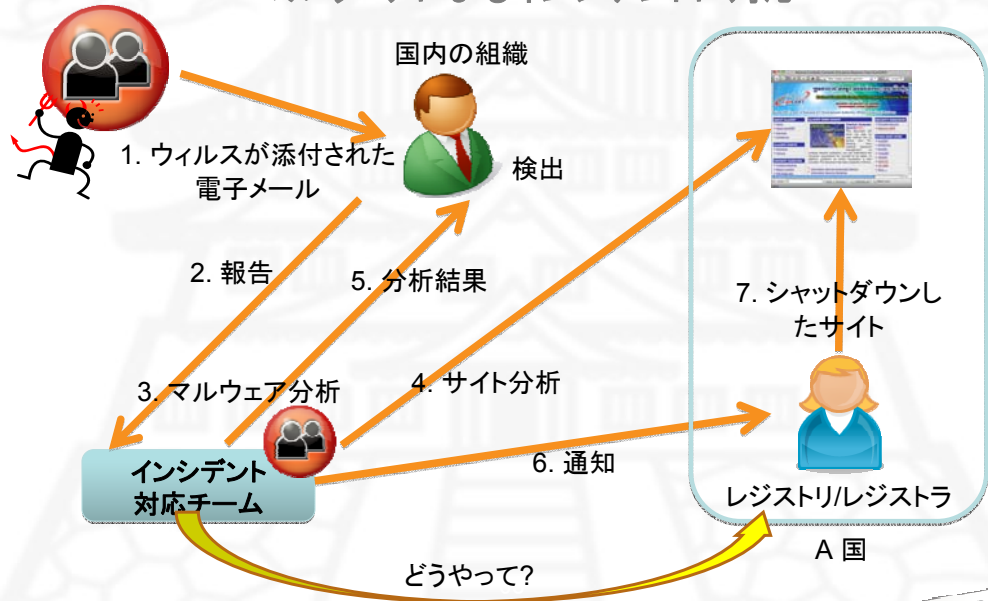 国内の組織
1. ウィルスが添付された
電子メール
検出
2. 報告
5. 分析結果
7. シャットダウンし
たサイト
3. マルウェア分析
4. サイト分析
インシデント
対応チーム
6. 通知
レジストリ/レジストラ
A 国
どうやって?